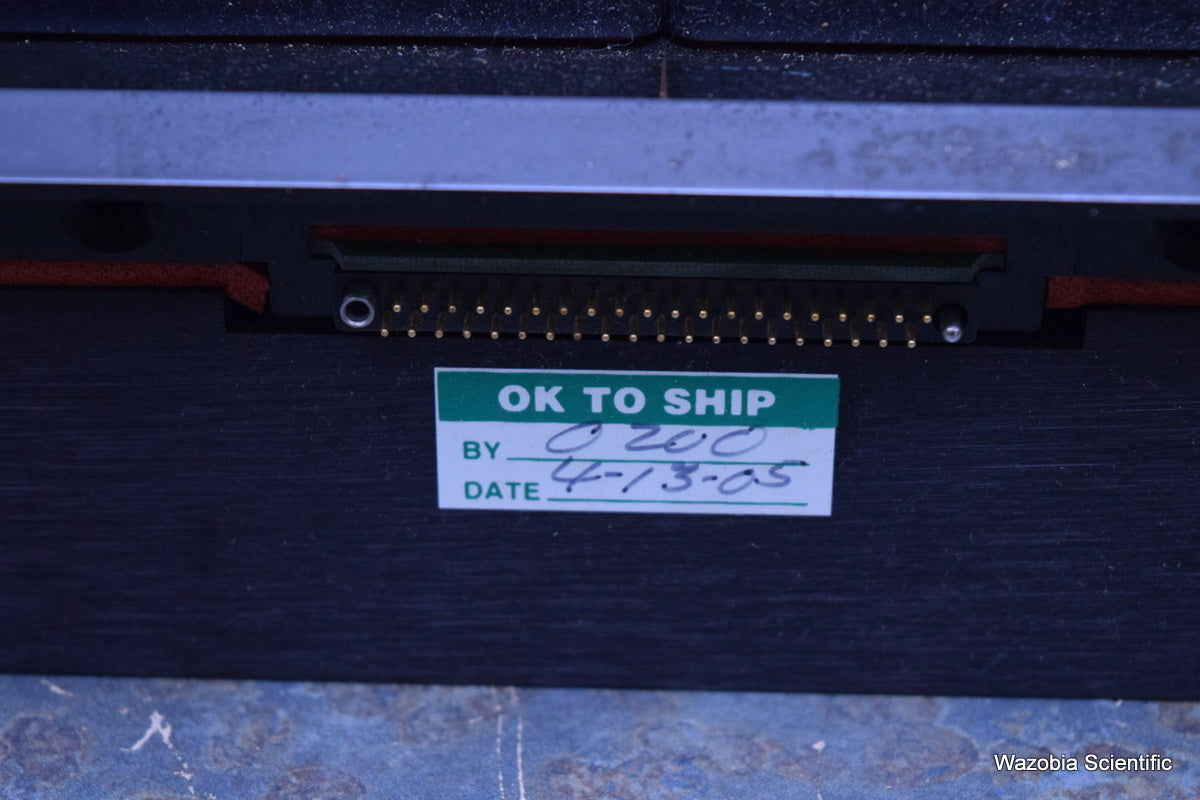 OK TO SHIP
BY 0200
DATE 4-13-05
Wazobia Scientific